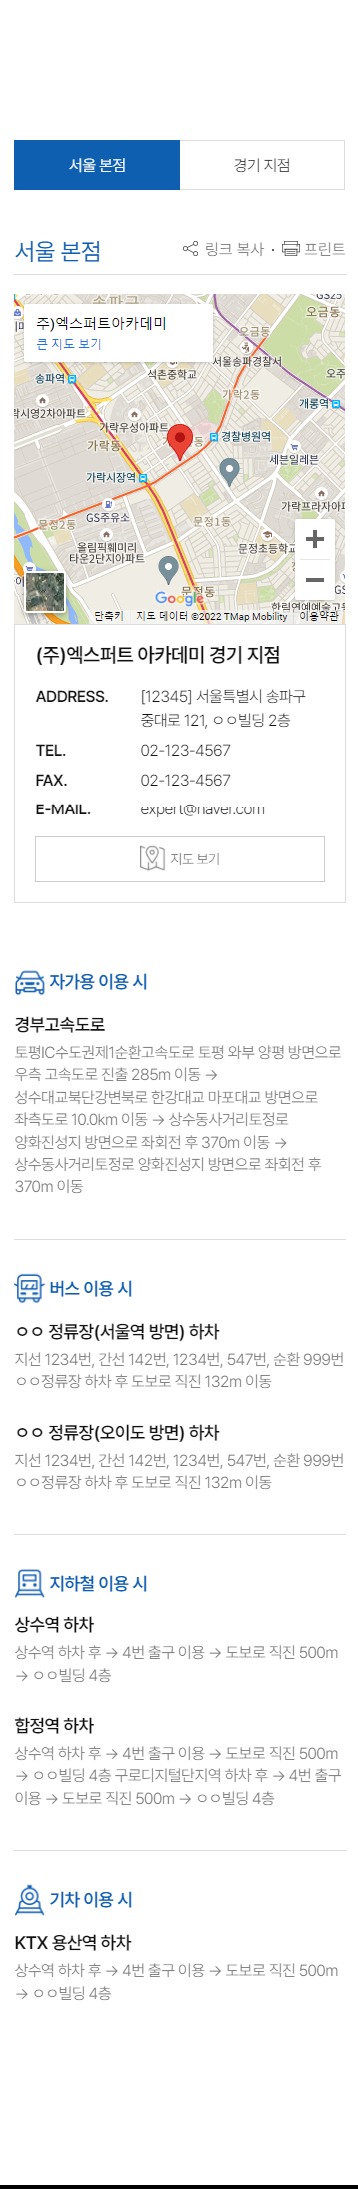 서울 본점
경기 지점
서울 본점
링크 복사 · 프린트
송파구
GS25
주)엑스퍼트아카데미
큰 지도 보기
오금동
서울송파경찰서
송파역
석촌중학교
가락2동
개롱역
시영2차아파트
가락우성아파트
가락동
경찰병원역
세븐일레븐
가락시장역
GS주유소
가락프라자아파
문정2동
문정1동
올림픽훼미리
타운2단지아파트
문정초등학교
문정동
Google
한림연예예술고
단축키
지도 데이터 ©2022 TMap Mobility
이용약관
(주)엑스퍼트 아카데미 경기 지점
ADDRESS.
[12345] 서울특별시 송파구
중대로 121, ㅇㅇ빌딩 2층
TEL.
02-123-4567
FAX.
02-123-4567
E-MAIL.
expert@naver.com
지도 보기
자가용 이용 시
경부고속도로
토평IC수도권제1순환고속도로 토평 와부 양평 방면으로
우측 고속도로 진출 285m 이동 →
성수대교북단강변북로 한강대교 마포대교 방면으로
좌측도로 10.0km 이동 → 상수동사거리토정로
양화진성지 방면으로 좌회전 후 370m 이동 →
상수동사거리토정로 양화진성지 방면으로 좌회전 후
370m 이동
버스 이용 시
ㅇㅇ 정류장(서울역 방면) 하차
지선 1234번, 간선 142번, 1234번, 547번, 순환 999번
ㅇㅇ정류장 하차 후 도보로 직진 132m 이동
ㅇㅇ 정류장(오이도 방면) 하차
지선 1234번, 간선 142번, 1234번, 547번, 순환 999번
ㅇㅇ정류장 하차 후 도보로 직진 132m 이동
지하철 이용 시
상수역 하차
상수역 하차 후 → 4번 출구 이용 → 도보로 직진 500m
→ ㅇㅇ빌딩 4층
합정역 하차
상수역 하차 후 → 4번 출구 이용 → 도보로 직진 500m
→ ㅇㅇ빌딩 4층 구로디지털단지역 하차 후 → 4번 출구
이용 → 도보로 직진 500m → ㅇㅇ빌딩 4층
기차 이용 시
KTX 용산역 하차
상수역 하차 후 → 4번 출구 이용 → 도보로 직진 500m
→ ㅇㅇ빌딩 4층